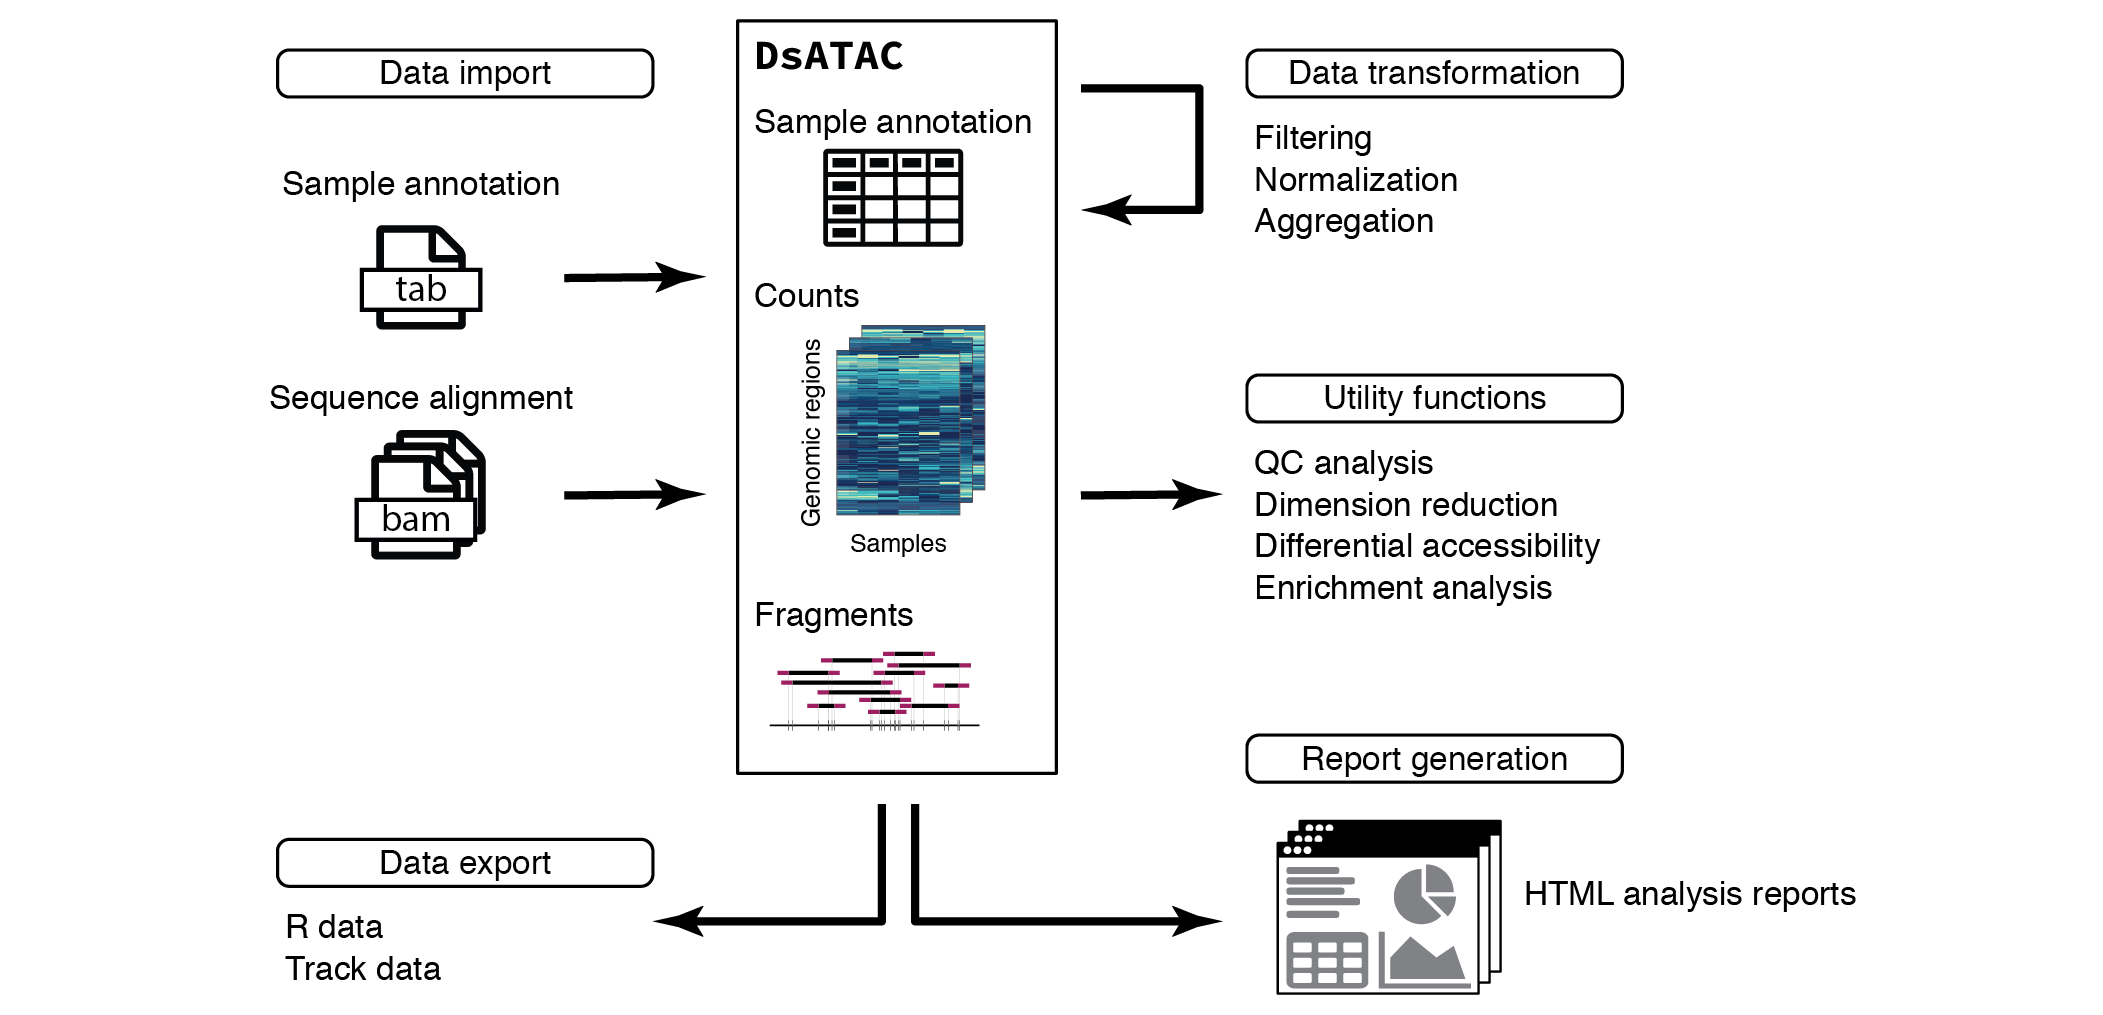 Data import
Sample annotation
tab
Sequence alignment
bam
DsATAC
Sample annotation
Counts
Genomic regions
Samples
Fragments
Data transformation
Filtering
Normalization
Aggregation
Utility functions
QC analysis
Dimension reduction
Differential accessibility
Enrichment analysis
Data export
R data
Track data
Report generation
HTML analysis reports